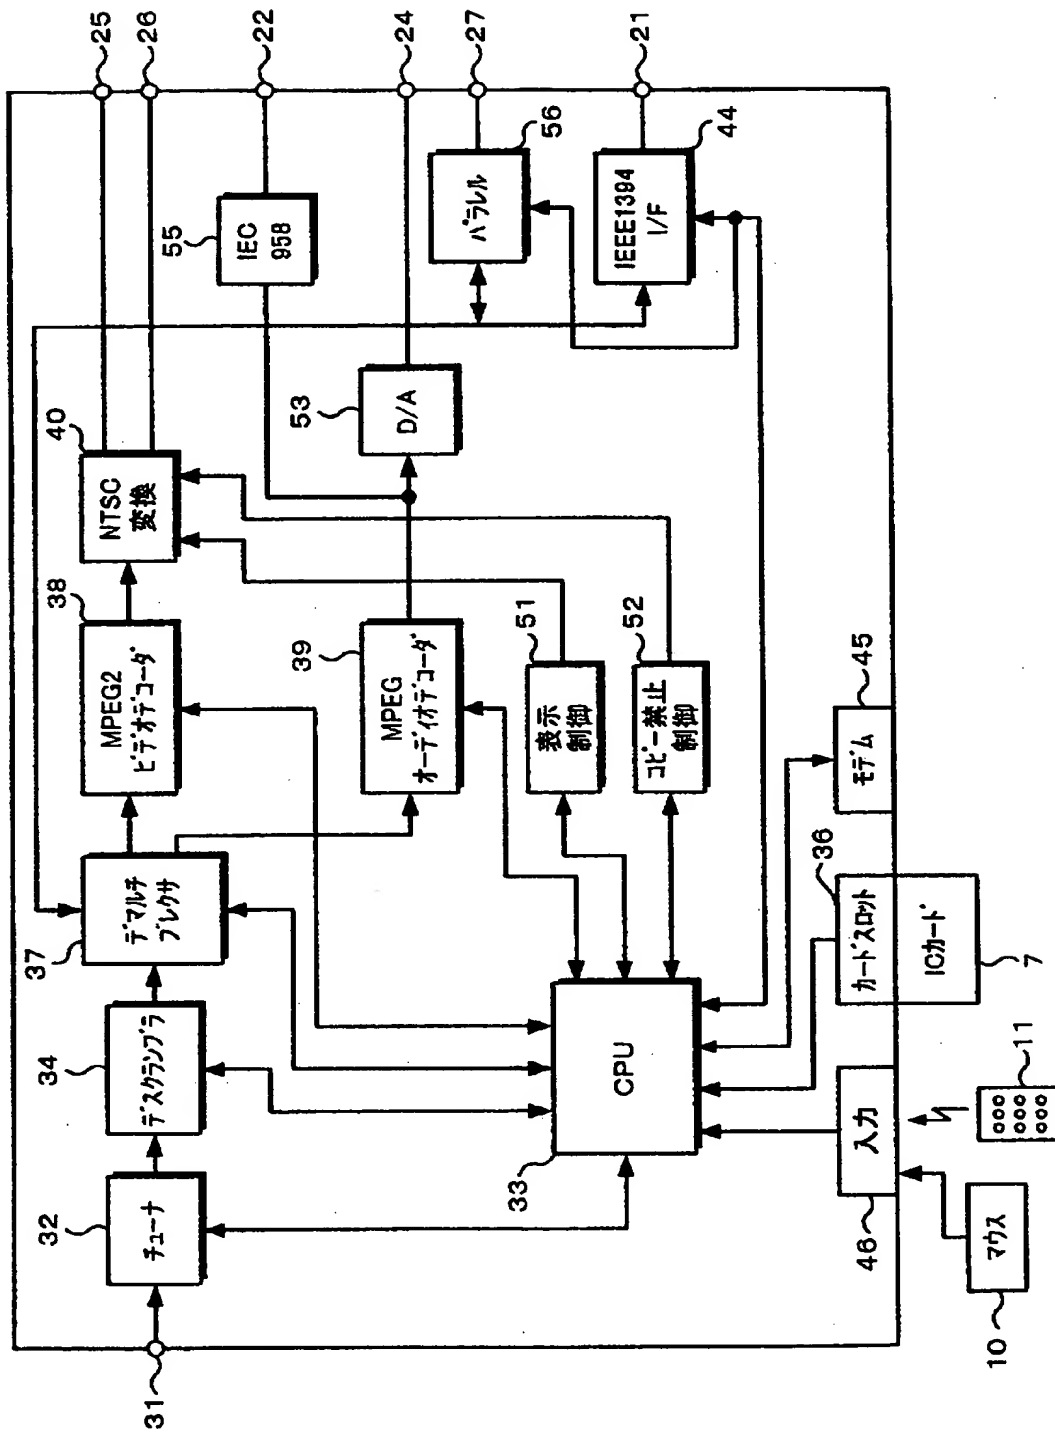 31
32
チューナ
34
デスクランブラ
37
デマルチ
プレクサ
38
MPEG2
ビデオデコーダ
40
NTSC
変換
25
26
55
IEC
958
22
39
MPEG
オーディオデコーダ
53
D/A
24
56
パラレル
27
IEEE1394
I/F
44
21
51
表示
制御
52
コピー禁止
制御
33
CPU
46
入力
36
カードスロット
ICカード
7
45
モデム
10
マウス
11